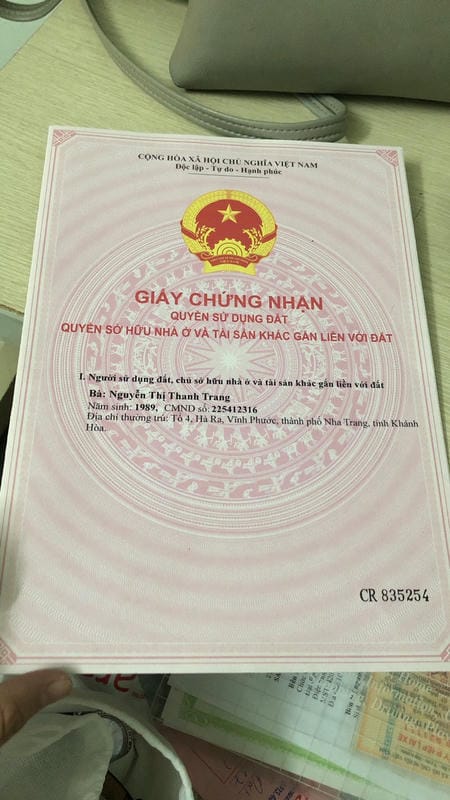 CỘNG HÒA XÃ HỘI CHỦ NGHĨA VIỆT NAM
Độc lập - Tự do - Hạnh phúc
GIẤY CHỨNG NHẬN
QUYỀN SỬ DỤNG ĐẤT
QUYỀN SỞ HỮU NHÀ Ở VÀ TÀI SẢN KHÁC GẮN LIỀN VỚI ĐẤT
I. Người sử dụng đất, chủ sở hữu nhà ở và tài sản khác gắn liền với đất
Bà: Nguyễn Thị Thanh Trang
Năm sinh: 1989, CMND số: 225412316
Địa chỉ thường trú: Tổ 4, Hà Ra, Vĩnh Phước, thành phố Nha Trang, tỉnh Khánh
Hòa.
CR 835254